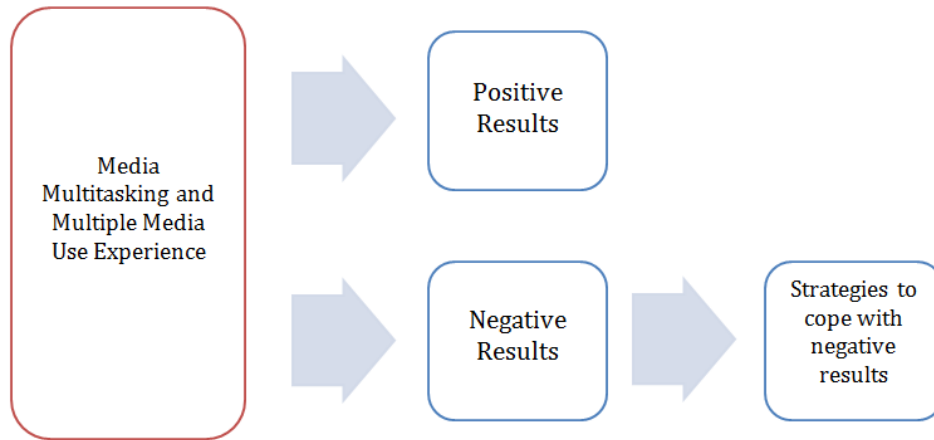 Media
Multitasking and
Multiple Media
Use Experience
Positive
Results
Negative
Results
Strategies to
cope with
negative
results